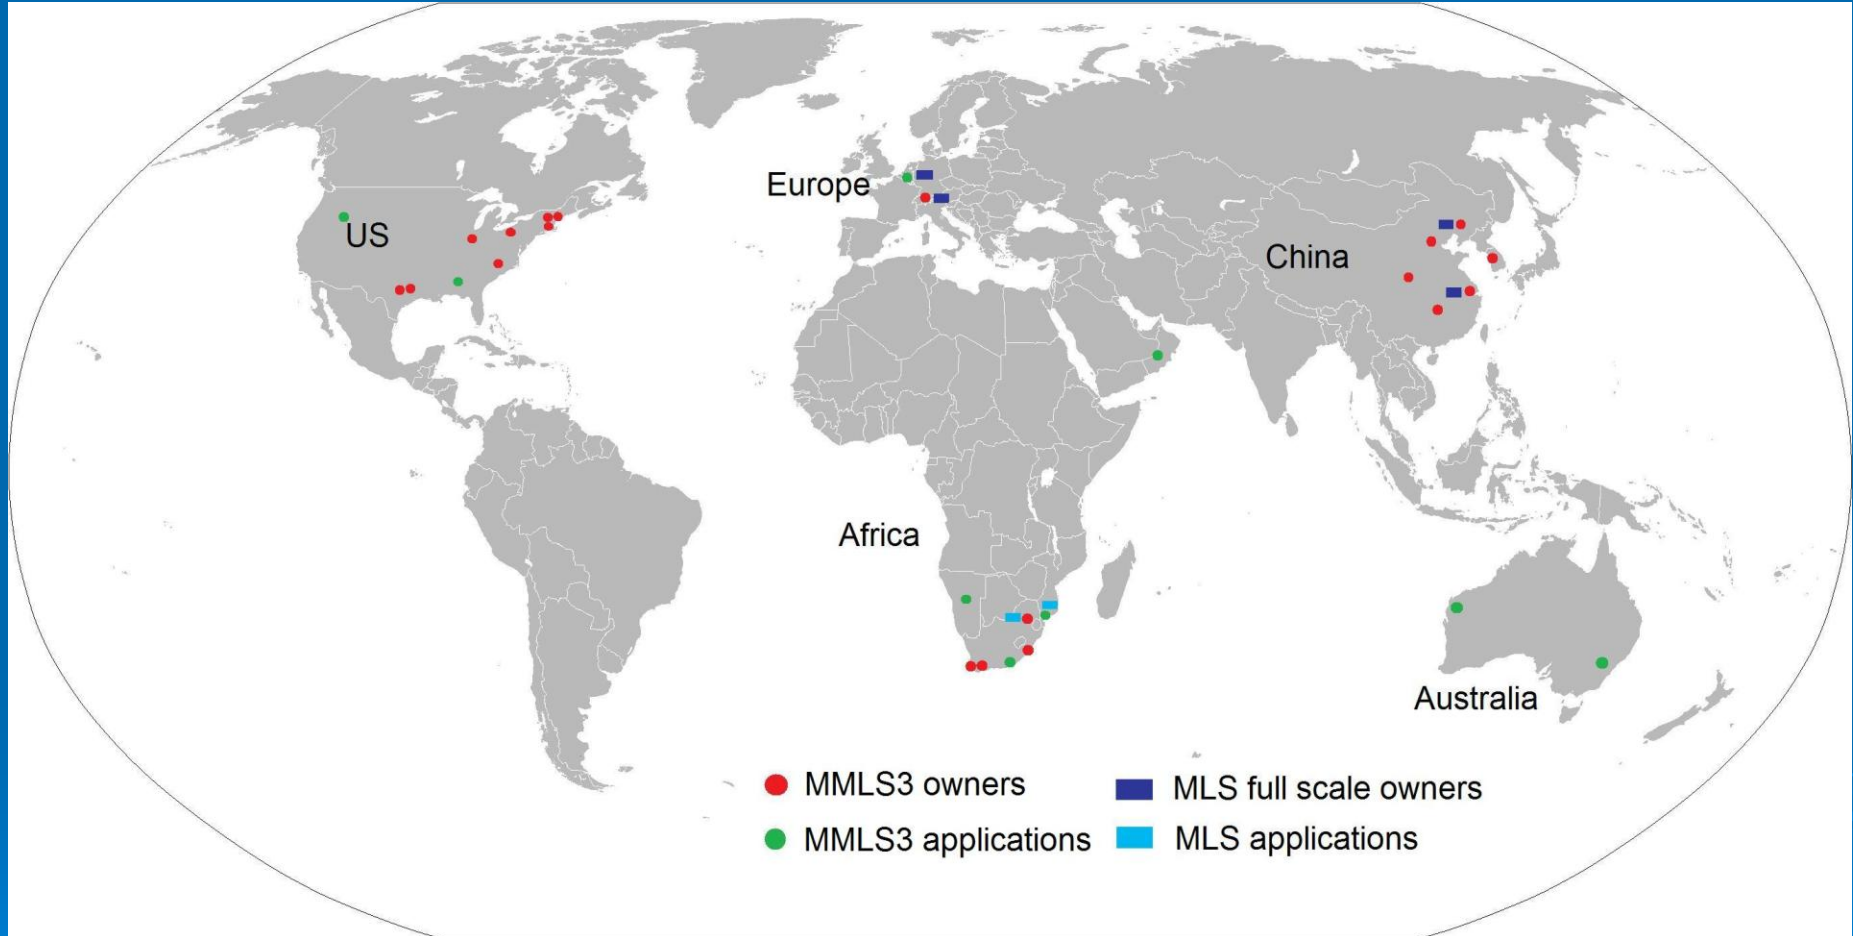 Europe
US
China
Africa
Australia
MMLS3 owners
MLS full scale owners
MMLS3 applications
MLS applications